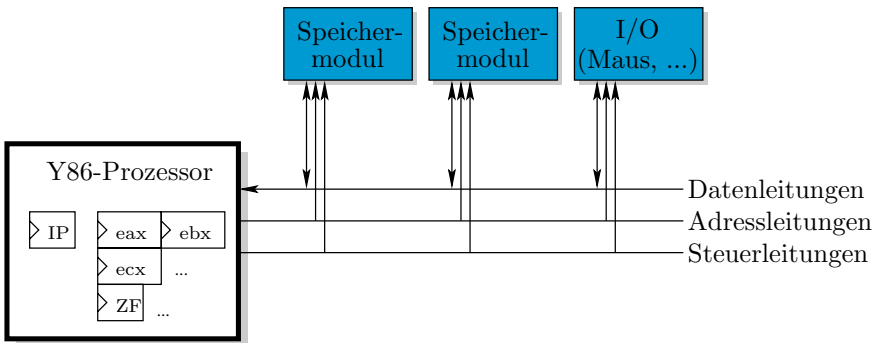 Speicher-
modul
Speicher-
modul
I/O
(Maus, ...)
Y86-Prozessor
IP
eax
ebx
ecx
...
ZF
...
Datenleitungen
Adressleitungen
Steuerleitungen